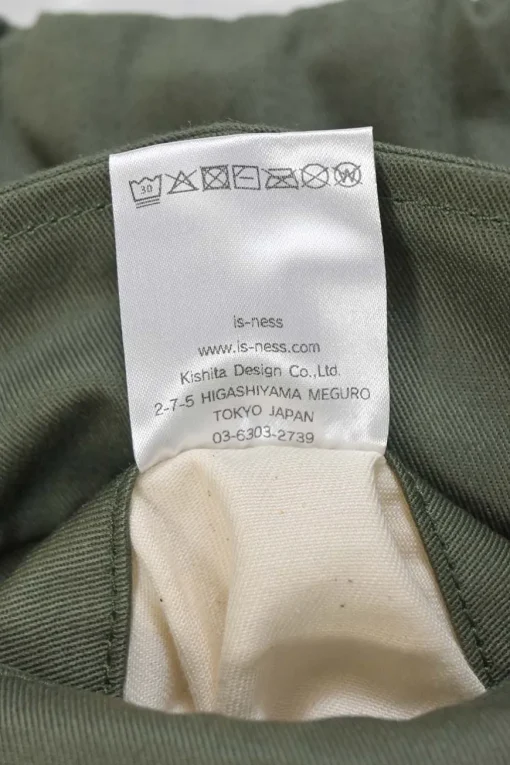 30
W
is-ness
www.is-ness.com
Kishita Design Co.,Ltd.
2-7-5 HIGASHIYAMA MEGURO
TOKYO JAPAN
03-6303-2739